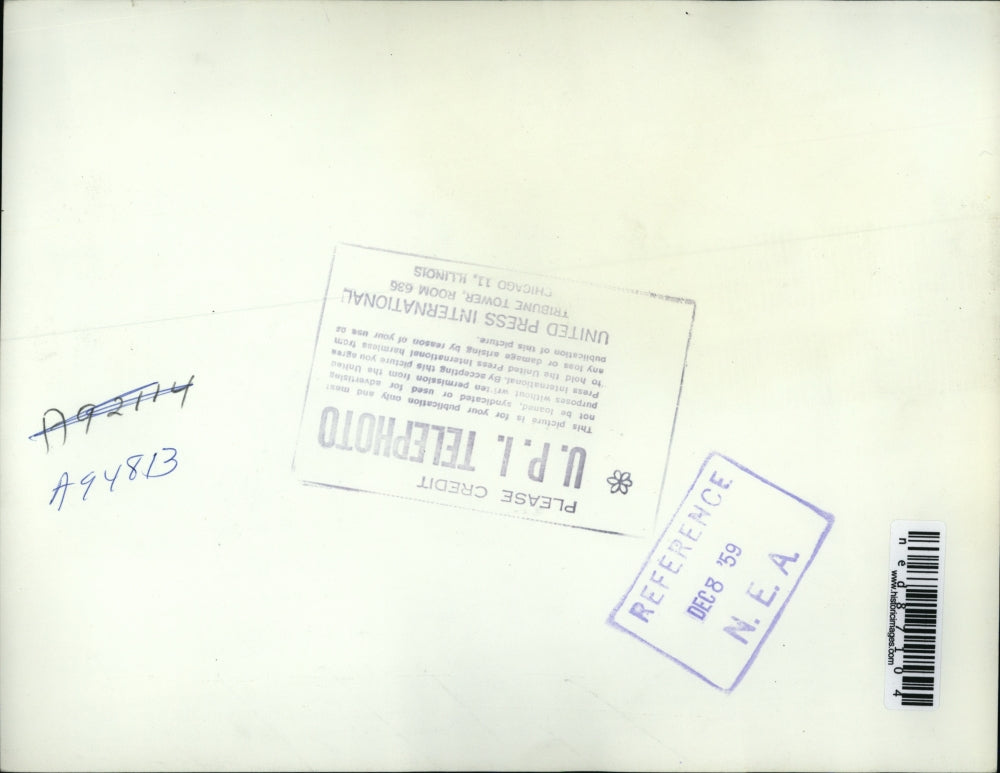 A92114
A94813
PLEASE CREDIT
U.P.I. TELEPHOTO
This picture is for your publication only and must
not be loaned, syndicated or used for advertising
purposes without written permission from the United
Press International. By accepting this picture you agree
to hold the United Press International harmless from
any loss or damage arising by reason of your use or
publication of this picture.
UNITED PRESS INTERNATIONAL
TRIBUNE TOWER, ROOM 636
CHICAGO 11, ILLINOIS
REFERENCE
DEC 8 '59
N. E. A.
ned87104
www.historicimages.com